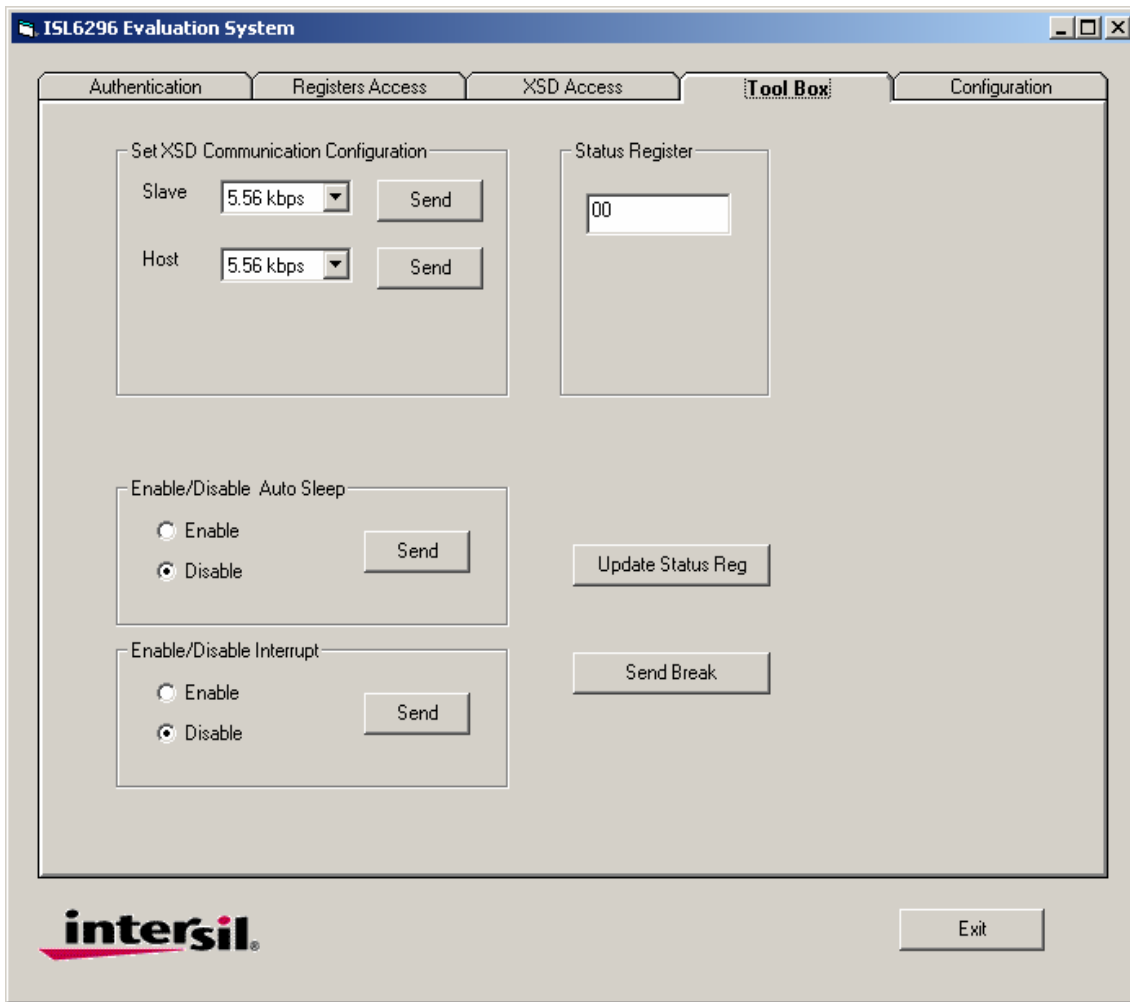 ISL6296 Evaluation System
Authentication
Registers Access
XSD Access
Tool Box
Configuration
Set XSD Communication Configuration
Slave
5.56 kbps
Send
Host
5.56 kbps
Send
Status Register
00
Enable/Disable Auto Sleep
Enable
Disable
Send
Update Status Reg
Enable/Disable Interrupt
Enable
Disable
Send
Send Break
intersil®
Exit